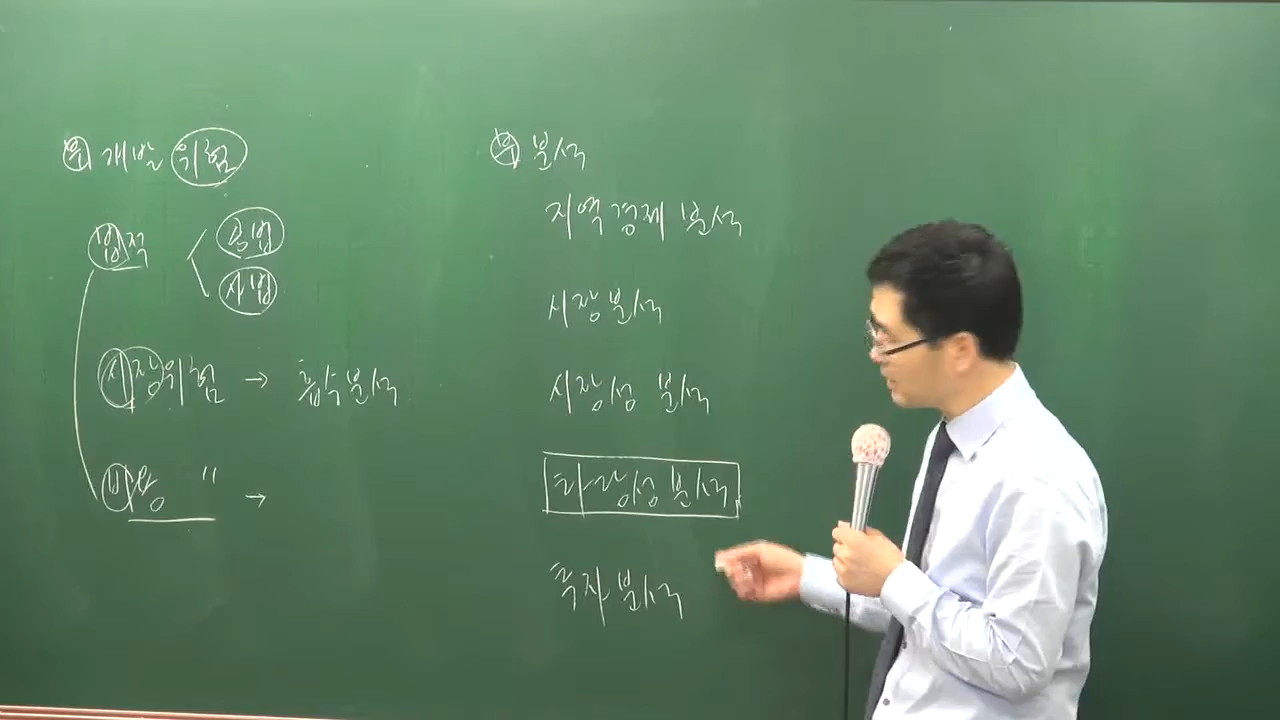 부 개발 위험
법적
공법
사법
시장위험 → 흡수분석
비용 " →
부 분석
지역경제 분석
시장분석
시장성 분석
타당성 분석
투자분석